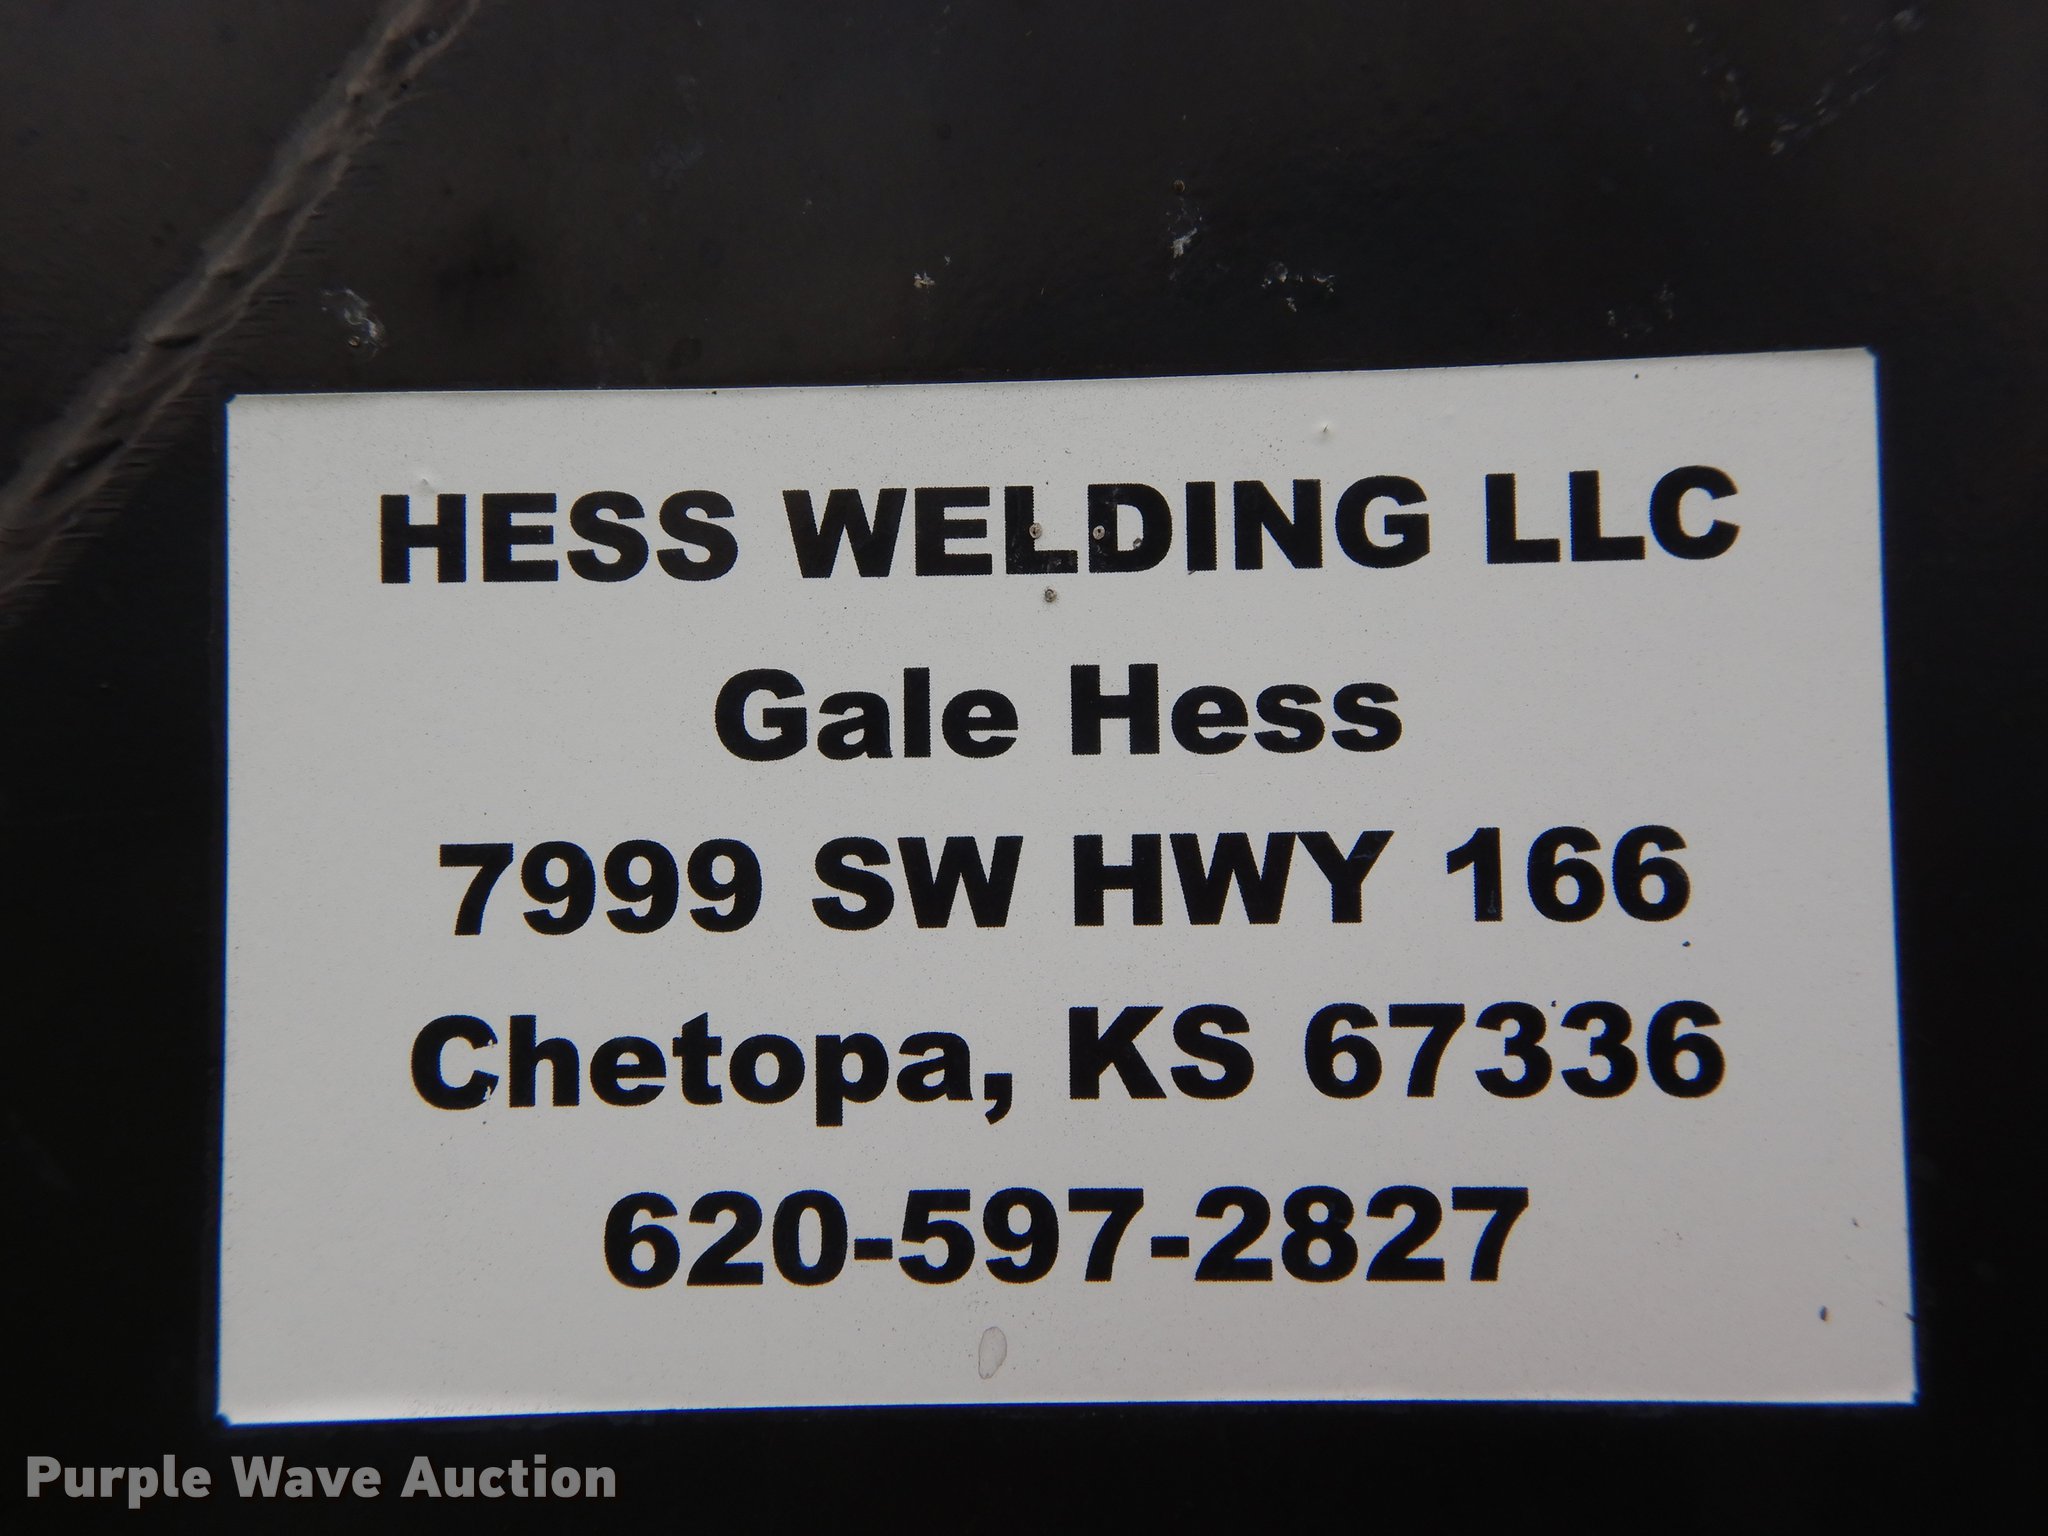 HESS WELDING LLC
Gale Hess
7999 SW HWY 166
Chetopa, KS 67336
620-597-2827
Purple Wave Auction